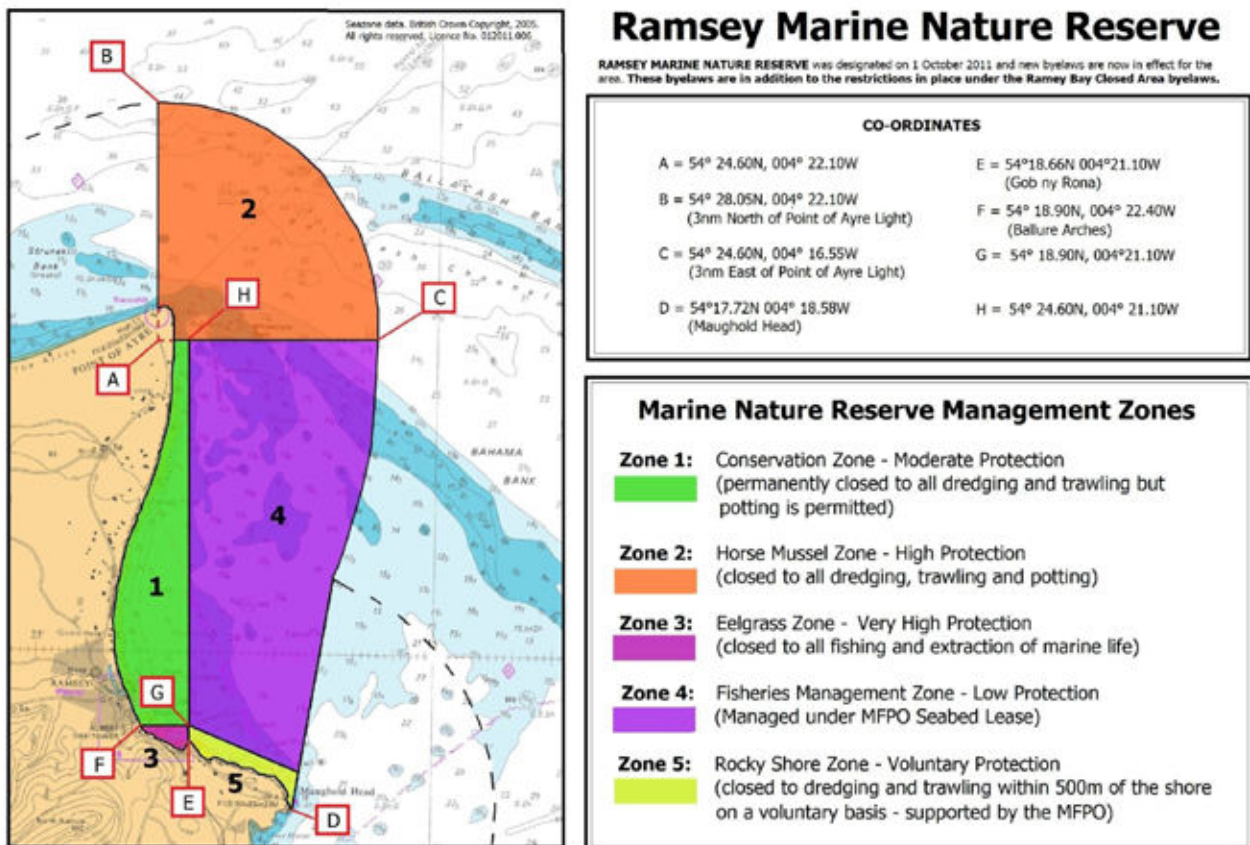 Seazone data. British Crown Copyright, 2005.
All rights reserved. Licence No. 012011.006
B
2
H
C
A
POINT OF AYRE
BAHAMA
BANK
4
1
G
RAMSEY
F
3
5
E
Maughold Head
D
Ramsey Marine Nature Reserve
RAMSEY MARINE NATURE RESERVE was designated on 1 October 2011 and new byelaws are now in effect for the
area. These byelaws are in addition to the restrictions in place under the Ramey Bay Closed Area byelaws.
CO-ORDINATES
A = 54° 24.60N, 004° 22.10W
B = 54° 28.05N, 004° 22.10W
(3nm North of Point of Ayre Light)
C = 54° 24.60N, 004° 16.55W
(3nm East of Point of Ayre Light)
D = 54°17.72N 004° 18.58W
(Maughold Head)
E = 54°18.66N 004°21.10W
(Gob ny Rona)
F = 54° 18.90N, 004° 22.40W
(Ballure Arches)
G = 54° 18.90N, 004°21.10W
H = 54° 24.60N, 004° 21.10W
Marine Nature Reserve Management Zones
Zone 1: Conservation Zone - Moderate Protection
(permanently closed to all dredging and trawling but
potting is permitted)
Zone 2: Horse Mussel Zone - High Protection
(closed to all dredging, trawling and potting)
Zone 3: Eelgrass Zone - Very High Protection
(closed to all fishing and extraction of marine life)
Zone 4: Fisheries Management Zone - Low Protection
(Managed under MFPO Seabed Lease)
Zone 5: Rocky Shore Zone - Voluntary Protection
(closed to dredging and trawling within 500m of the shore
on a voluntary basis - supported by the MFPO)